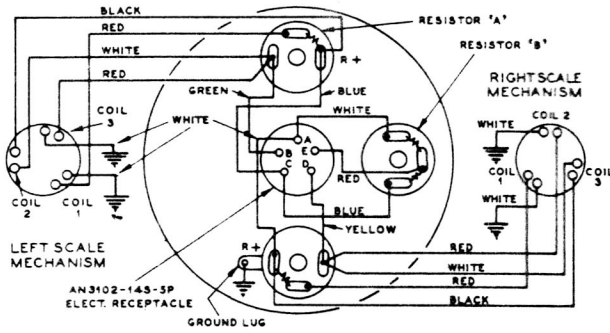 BLACK
RED
WHITE
RED
RESISTOR "A"
RESISTOR "B"
R+
GREEN
BLUE
WHITE
WHITE
COIL
3
COIL
2
COIL
1
LEFT SCALE
MECHANISM
A
B
C
D
E
RED
BLUE
YELLOW
RIGHT SCALE
MECHANISM
WHITE
COIL 2
COIL
1
COIL
3
WHITE
R+
RED
WHITE
RED
BLACK
AN3102-14S-5P
ELECT. RECEPTACLE
GROUND LUG